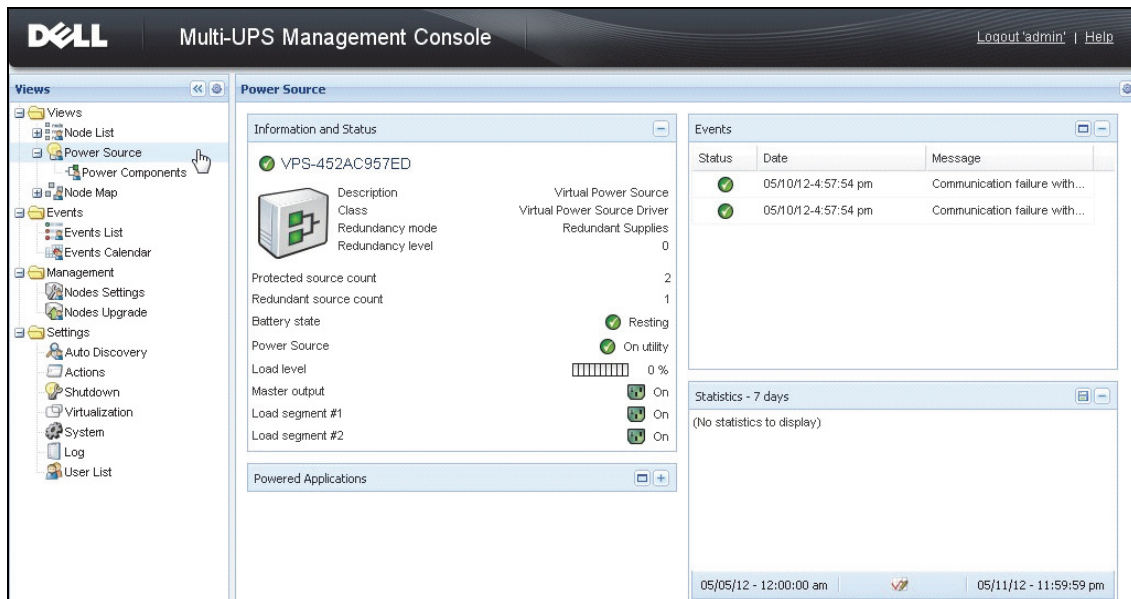 DELL Multi-UPS Management Console Logout 'admin' | Help
Views
Views
Node List
Power Source
Power Components
Node Map
Events
Events List
Events Calendar
Management
Nodes Settings
Nodes Upgrade
Settings
Auto Discovery
Actions
Shutdown
Virtualization
System
Log
User List
Power Source
Information and Status
VPS-452AC957ED
Description Virtual Power Source
Class Virtual Power Source Driver
Redundancy mode Redundant Supplies
Redundancy level 0
Protected source count 2
Redundant source count 1
Battery state Resting
Power Source On utility
Load level 0 %
Master output On
Load segment #1 On
Load segment #2 On
Powered Applications
Events
Status Date Message
05/10/12-4:57:54 pm Communication failure with...
05/10/12-4:57:54 pm Communication failure with...
Statistics - 7 days
(No statistics to display)
05/05/12 - 12:00:00 am 05/11/12 - 11:59:59 pm